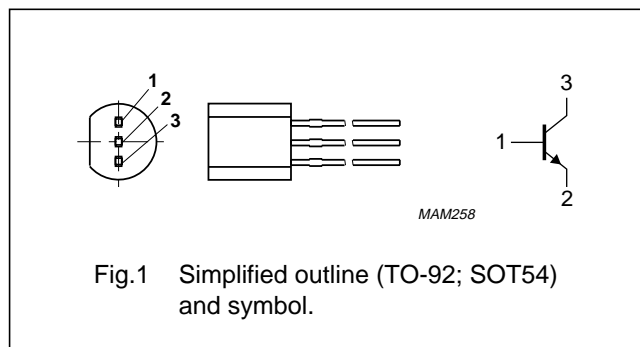 1
2
3
3
1
2
MAM258
Fig.1 Simplified outline (TO-92; SOT54)
and symbol.